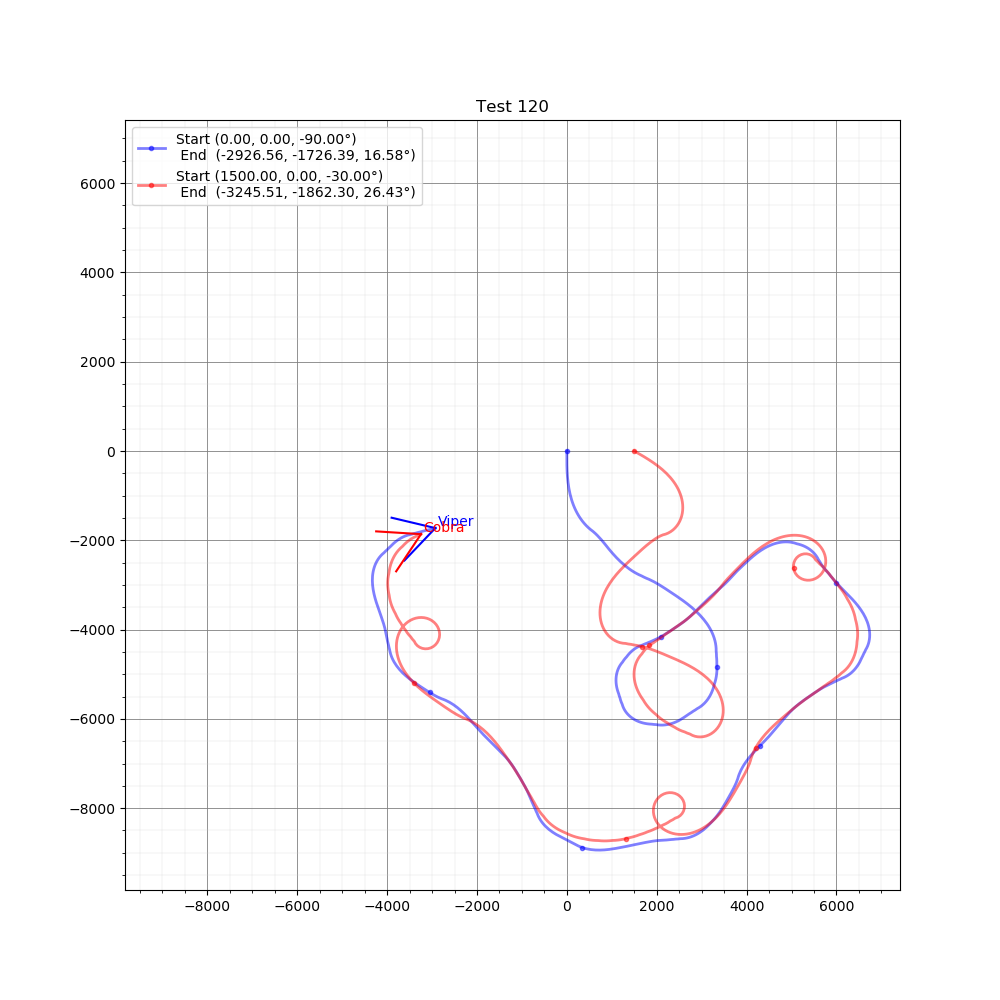 Test 120
Start (0.00, 0.00, -90.00°)
End (-2926.56, -1726.39, 16.58°)
Start (1500.00, 0.00, -30.00°)
End (-3245.51, -1862.30, 26.43°)
6000
4000
2000
0
−2000
−4000
−6000
−8000
Viper
Cobra
−8000 −6000 −4000 −2000 0 2000 4000 6000